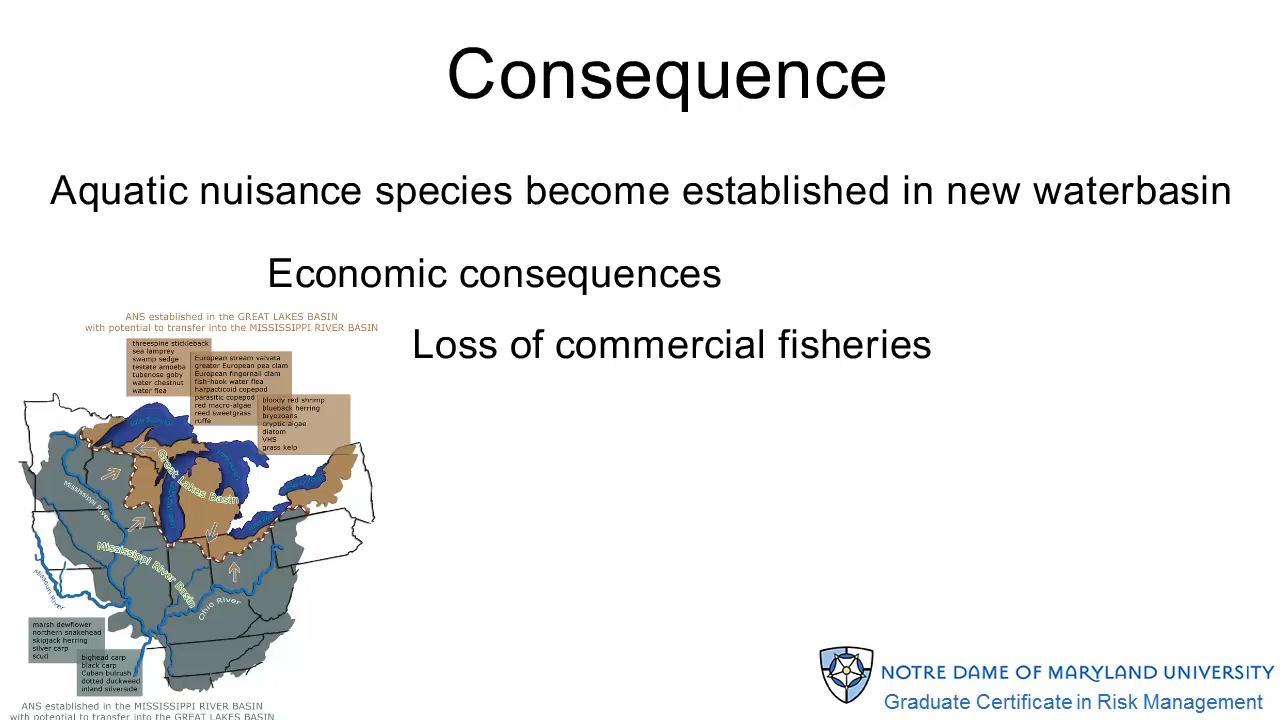 Consequence
Aquatic nuisance species become established in new waterbasin
Economic consequences
Loss of commercial fisheries
ANS established in the GREAT LAKES BASIN
with potential to transfer into the MISSISSIPPI RIVER BASIN
threespine stickleback
sea lamprey
swamp sedge
testate amoeba
tubenose goby
water chestnut
water flea
European stream valvata
greater European pea clam
European fingernail clam
fish-hook water flea
harpacticoid copepod
parasitic copepod
red macro-algae
reed sweetgrass
ruffe
bloody red shrimp
blueback herring
bryozoans
cryptic algae
diatom
VHS
grass kelp
Great Lakes Basin
Mississippi River
Mississippi River Basin
Missouri River
Ohio River
marsh dewflower
northern snakehead
skipjack herring
silver carp
scud
bighead carp
black carp
Cuban bulrush
dotted duckweed
inland silverside
ANS established in the MISSISSIPPI RIVER BASIN
with potential to transfer into the GREAT LAKES BASIN
NOTRE DAME OF MARYLAND UNIVERSITY
Graduate Certificate in Risk Management